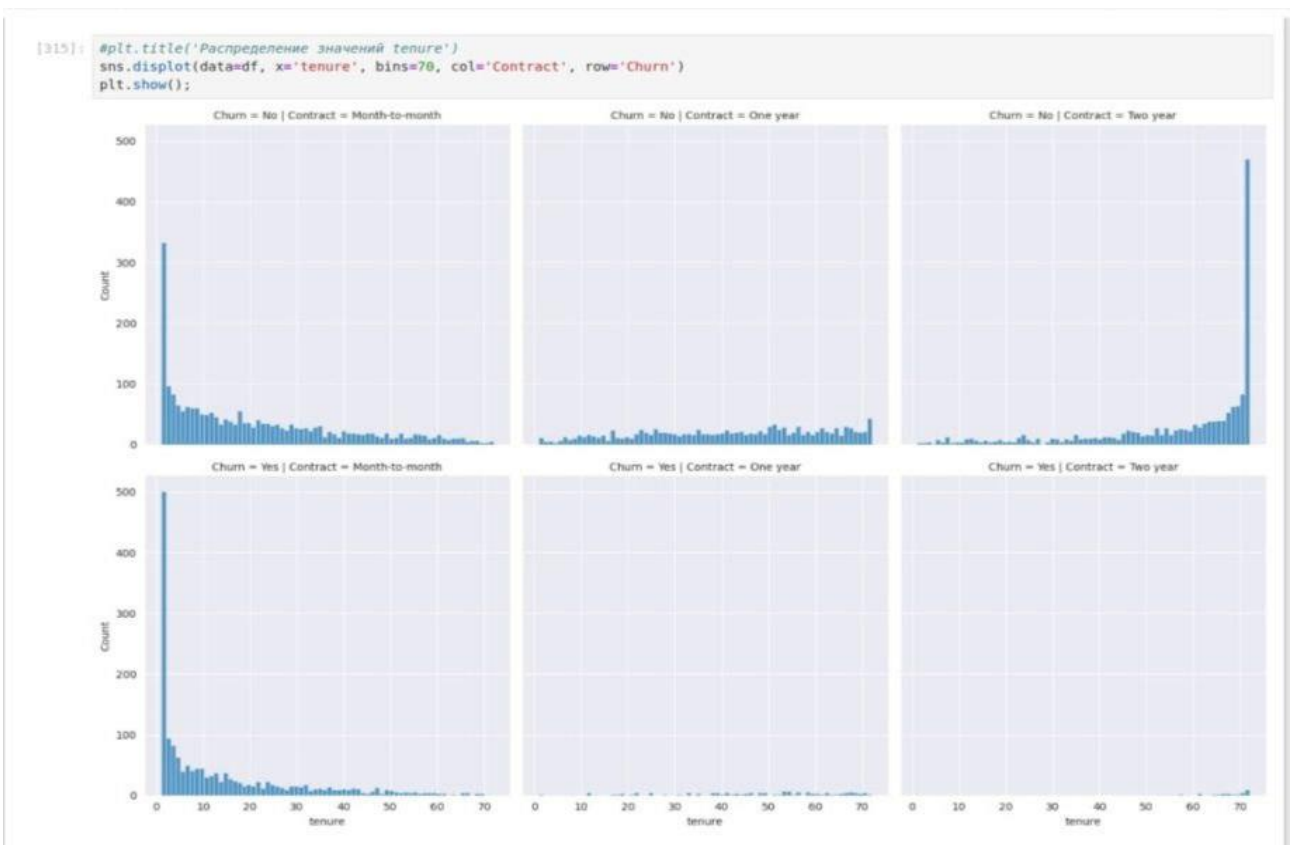 [315]: #plt.title('Распределение значений tenure')
sns.displot(data=df, x='tenure', bins=70, col='Contract', row='Churn')
plt.show();
Churn = No | Contract = Month-to-month
Churn = No | Contract = One year
Churn = No | Contract = Two year
500
400
300
200
100
0
Count
Churn = Yes | Contract = Month-to-month
Churn = Yes | Contract = One year
Churn = Yes | Contract = Two year
500
400
300
200
100
0
Count
0 10 20 30 40 50 60 70
0 10 20 30 40 50 60 70
0 10 20 30 40 50 60 70
tenure
tenure
tenure